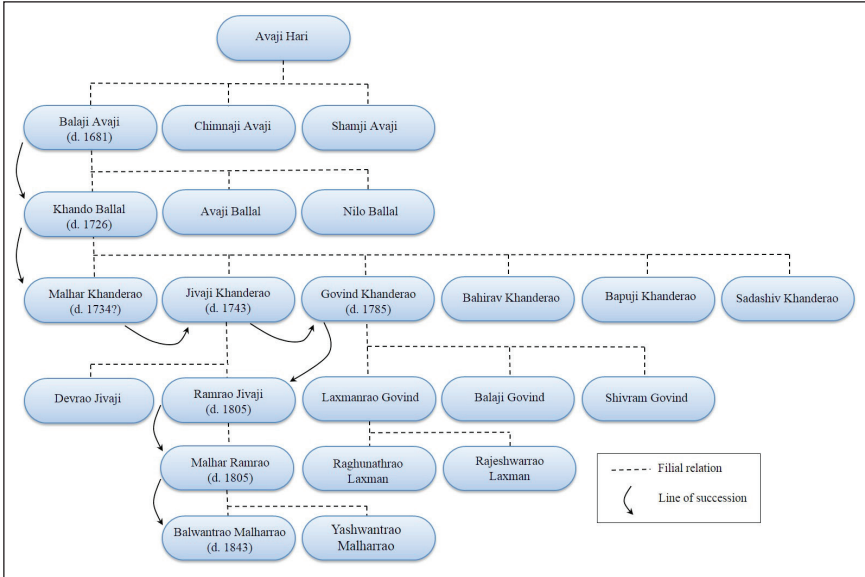 Avaji Hari
Balaji Avaji
(d. 1681)
Chimnaji Avaji
Shamji Avaji
Khando Ballal
(d. 1726)
Avaji Ballal
Nilo Ballal
Malhar Khanderao
(d. 1734?)
Jivaji Khanderao
(d. 1743)
Govind Khanderao
(d. 1785)
Bahirav Khanderao
Bapuji Khanderao
Sadashiv Khanderao
Devrao Jivaji
Ramrao Jivaji
(d. 1805)
Laxmanrao Govind
Balaji Govind
Shivram Govind
Malhar Ramrao
(d. 1805)
Raghunathrao
Laxman
Rajeshwarrao
Laxman
Balwantrao Malharrao
(d. 1843)
Yashwantrao
Malharrao
Filial relation
Line of succession